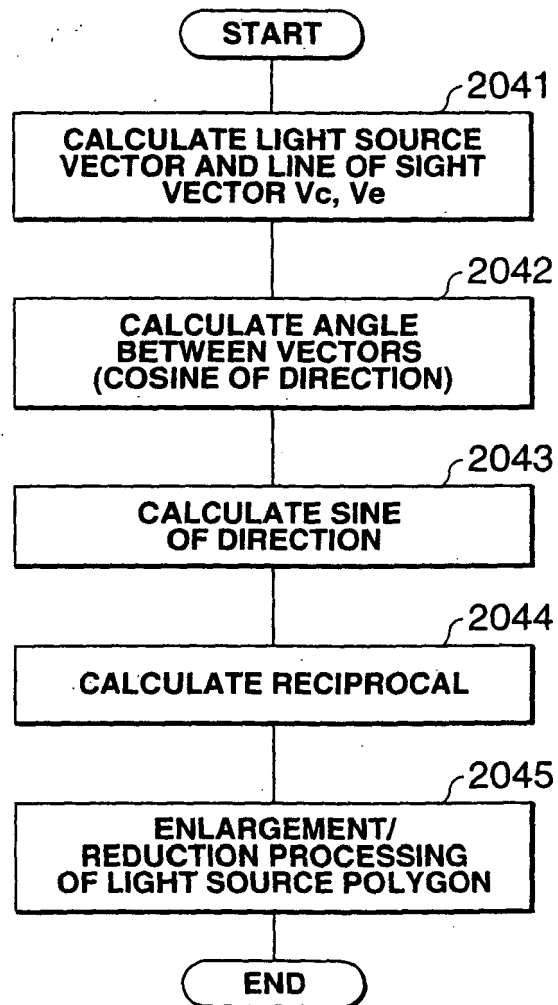 START
2041
CALCULATE LIGHT SOURCE
VECTOR AND LINE OF SIGHT
VECTOR Vc, Ve
2042
CALCULATE ANGLE
BETWEEN VECTORS
(COSINE OF DIRECTION)
2043
CALCULATE SINE
OF DIRECTION
2044
CALCULATE RECIPROCAL
2045
ENLARGEMENT/
REDUCTION PROCESSING
OF LIGHT SOURCE POLYGON
END